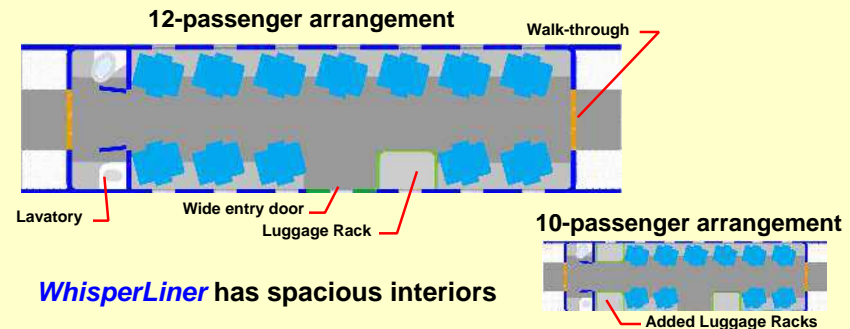 12-passenger arrangement
Walk-through
Lavatory
Wide entry door
Luggage Rack
10-passenger arrangement
WhisperLiner has spacious interiors
Added Luggage Racks